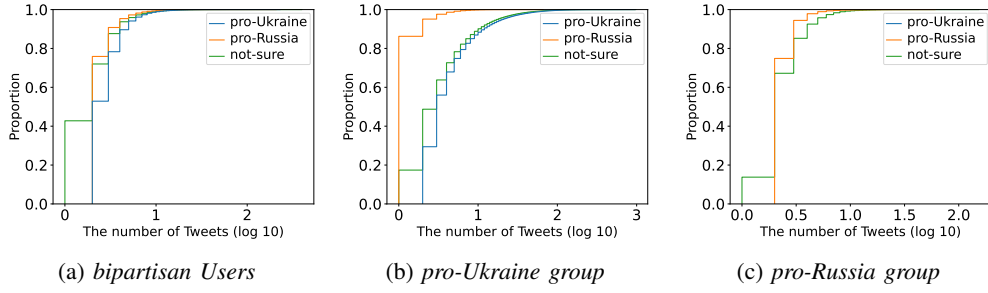 1.0
0.8
0.6
0.4
0.2
0.0
Proportion
pro-Ukraine
pro-Russia
not-sure
0
1
2
The number of Tweets (log 10)
(a) bipartisan Users
1.0
0.8
0.6
0.4
0.2
0.0
Proportion
pro-Ukraine
pro-Russia
not-sure
0
1
2
3
The number of Tweets (log 10)
(b) pro-Ukraine group
1.0
0.8
0.6
0.4
0.2
0.0
Proportion
pro-Ukraine
pro-Russia
not-sure
0.0
0.5
1.0
1.5
2.0
The number of Tweets (log 10)
(c) pro-Russia group